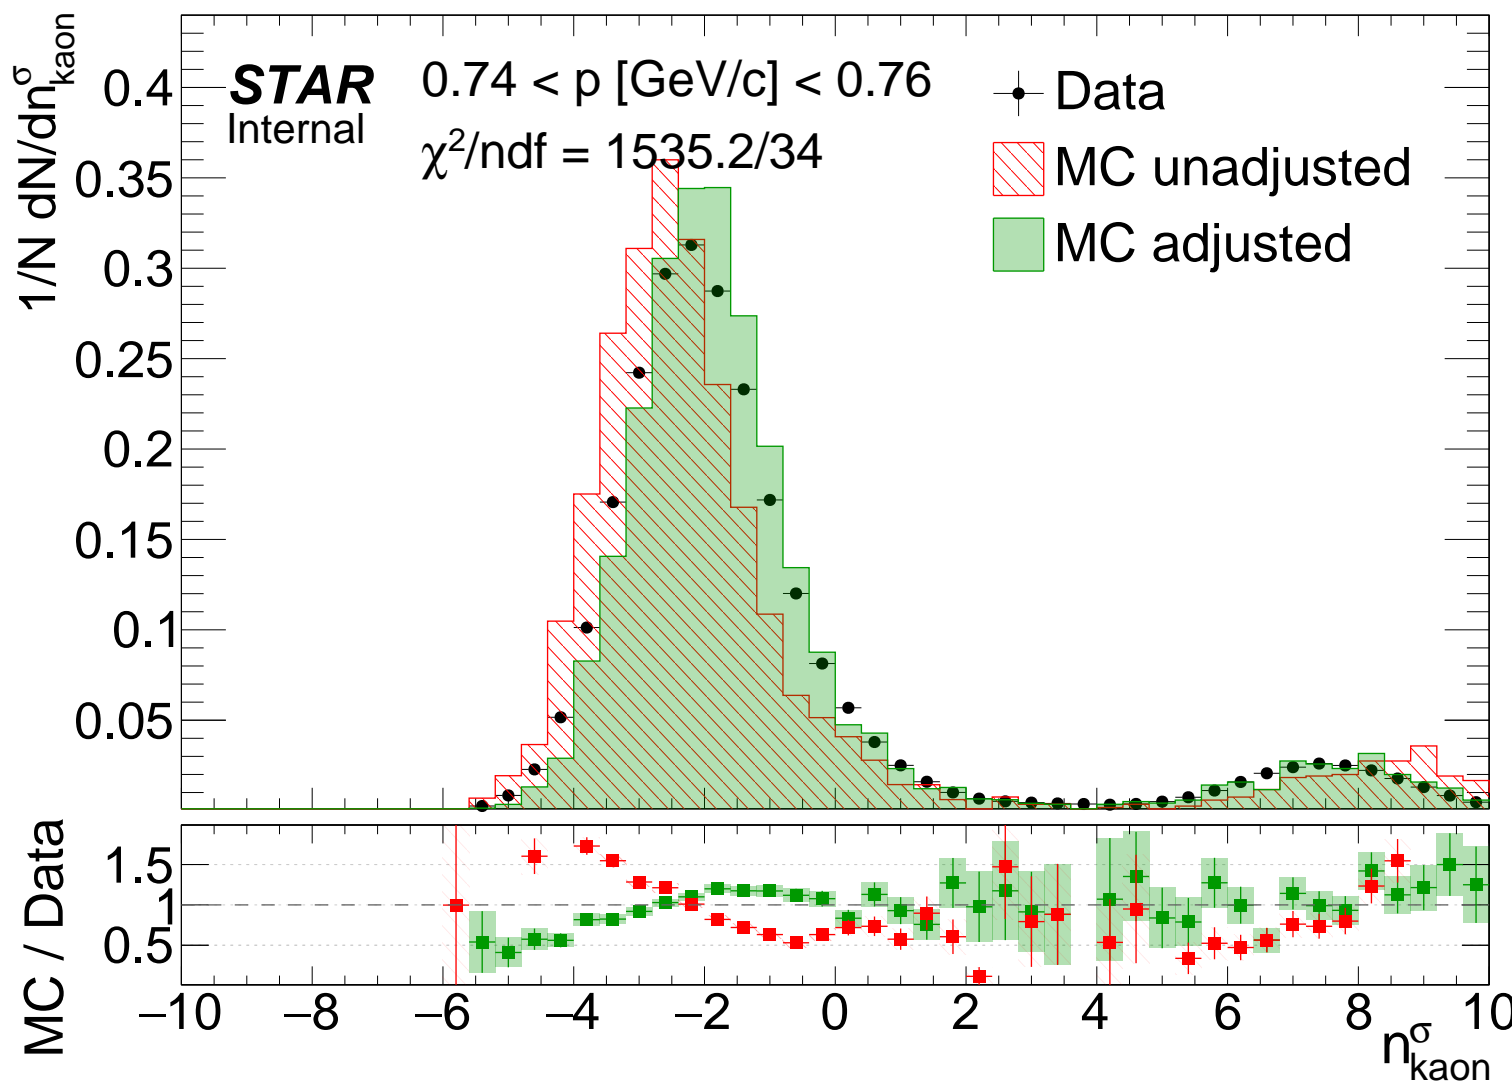 1/N dN/dn^σ_kaon
STAR
Internal
0.74 < p [GeV/c] < 0.76
χ²/ndf = 1535.2/34
Data
MC unadjusted
MC adjusted
0.4
0.35
0.3
0.25
0.2
0.15
0.1
0.05
MC / Data
1.5
1
0.5
−10 −8 −6 −4 −2 0 2 4 6 8 10
n^σ_kaon